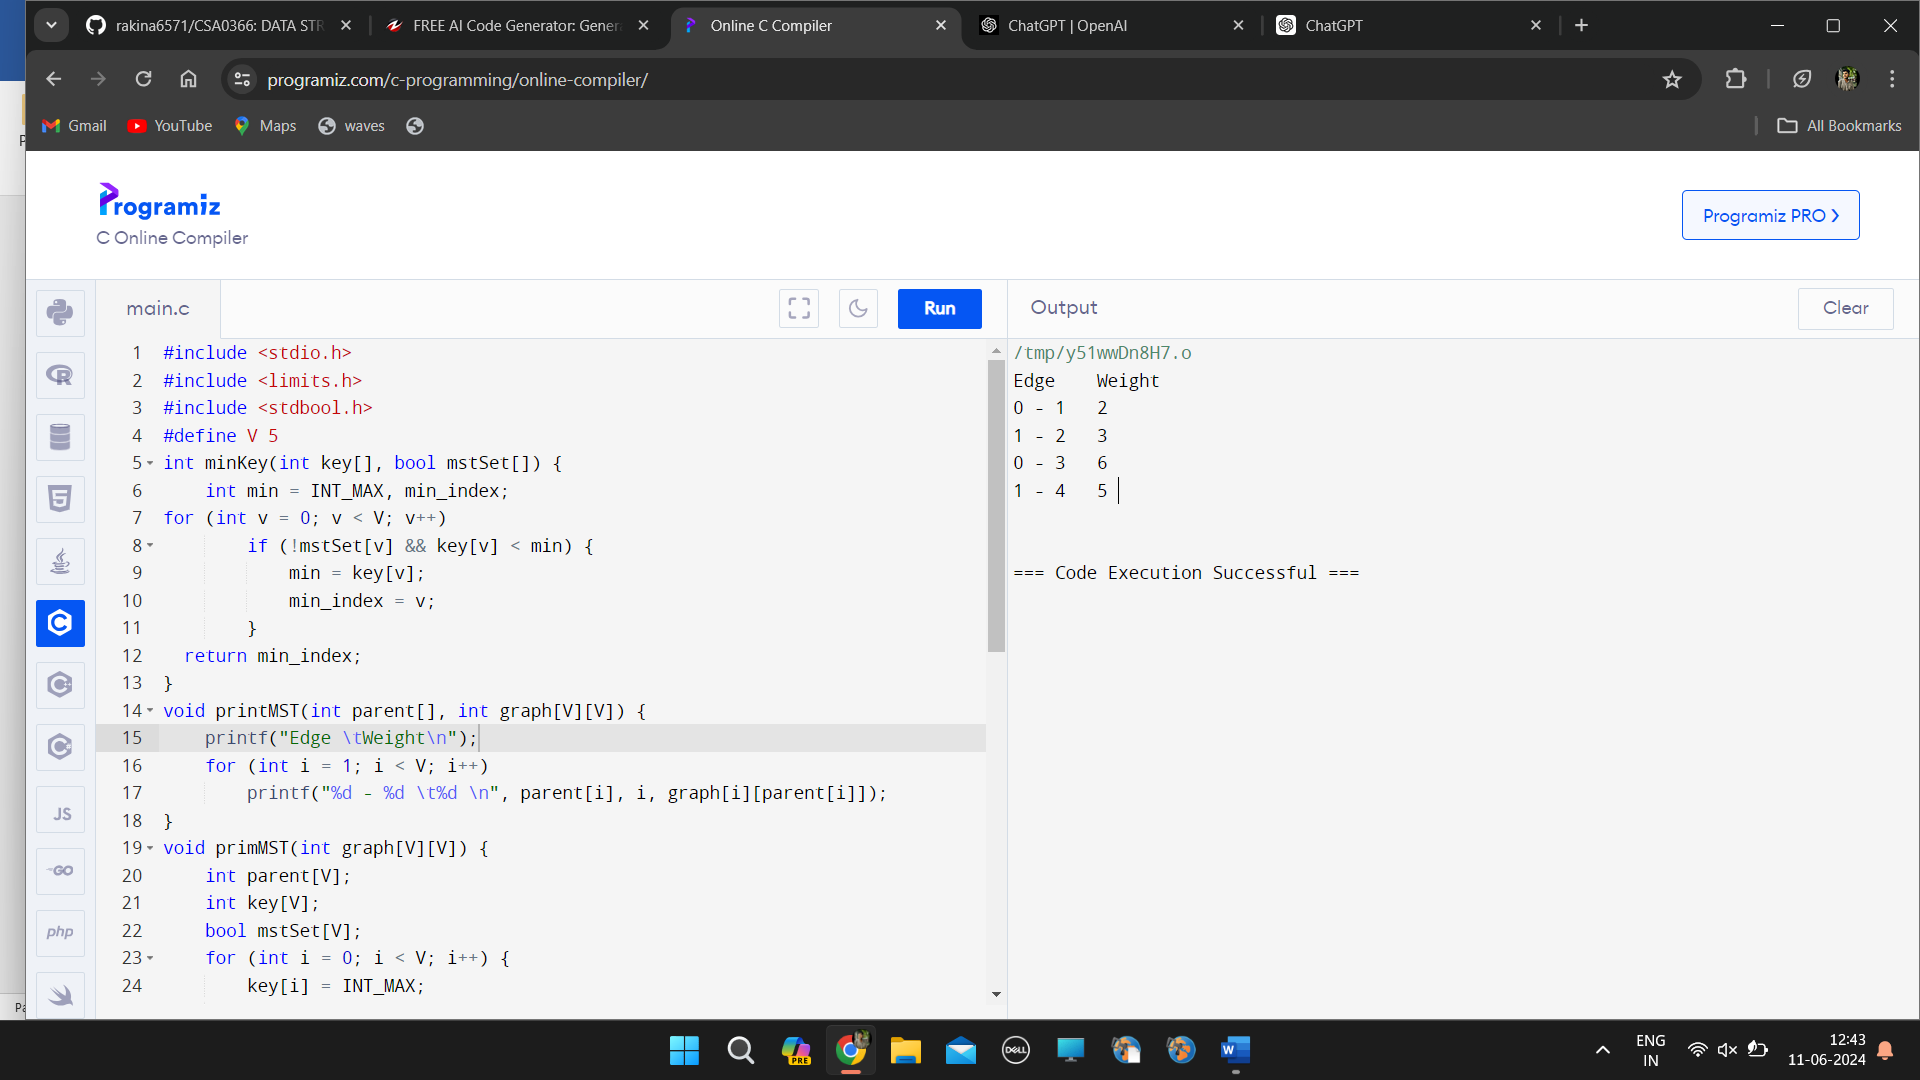 rakina6571/CSA0366: DATA STR
FREE AI Code Generator: Genera
Online C Compiler
ChatGPT | OpenAI
ChatGPT
programiz.com/c-programming/online-compiler/
Gmail
YouTube
Maps
waves
All Bookmarks
Programiz
C Online Compiler
Programiz PRO
main.c
Run
Output
Clear
1 #include <stdio.h>
2 #include <limits.h>
3 #include <stdbool.h>
4 #define V 5
5 int minKey(int key[], bool mstSet[]) {
6 int min = INT_MAX, min_index;
7 for (int v = 0; v < V; v++)
8 if (!mstSet[v] && key[v] < min) {
9 min = key[v];
10 min_index = v;
11 }
12 return min_index;
13 }
14 void printMST(int parent[], int graph[V][V]) {
15 printf("Edge \tWeight\n");
16 for (int i = 1; i < V; i++)
17 printf("%d - %d \t%d \n", parent[i], i, graph[i][parent[i]]);
18 }
19 void primMST(int graph[V][V]) {
20 int parent[V];
21 int key[V];
22 bool mstSet[V];
23 for (int i = 0; i < V; i++) {
24 key[i] = INT_MAX;
/tmp/y51wwDn8H7.o
Edge Weight
0 - 1 2
1 - 2 3
0 - 3 6
1 - 4 5
=== Code Execution Successful ===
JS
GO
php
P
Pa
PRE
DELL
W
ENG
IN
12:43
11-06-2024